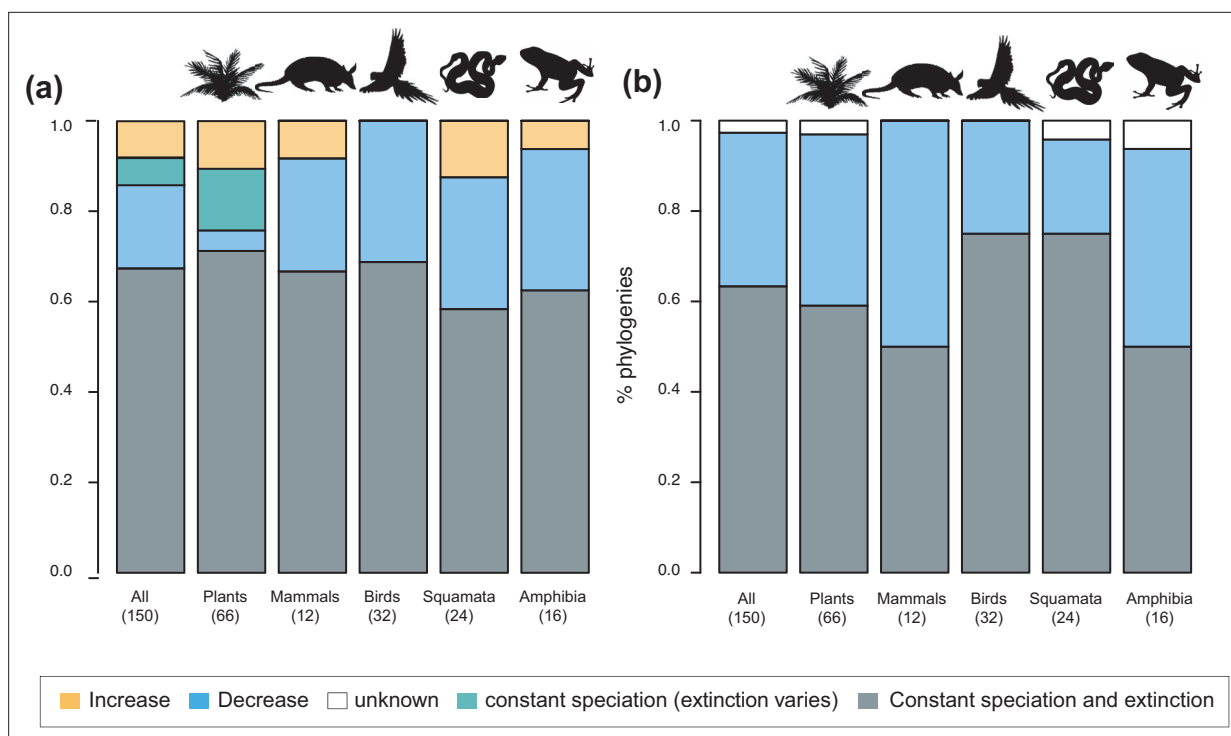 (a)
1.0
0.8
0.6
0.4
0.2
0.0
All
(150)
Plants
(66)
Mammals
(12)
Birds
(32)
Squamata
(24)
Amphibia
(16)
(b)
% phylogenies
1.0
0.8
0.6
0.4
0.2
0.0
All
(150)
Plants
(66)
Mammals
(12)
Birds
(32)
Squamata
(24)
Amphibia
(16)
Increase
Decrease
unknown
constant speciation (extinction varies)
Constant speciation and extinction